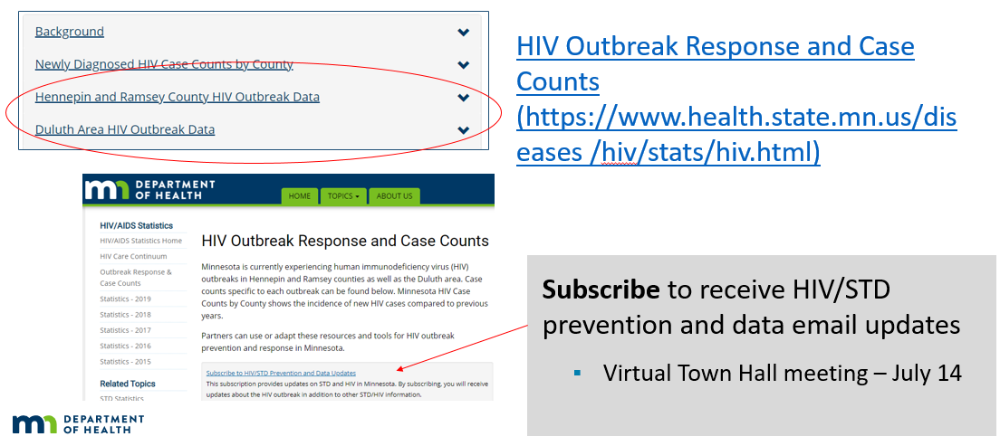 Background
Newly Diagnosed HIV Case Counts by County
Hennepin and Ramsey County HIV Outbreak Data
Duluth Area HIV Outbreak Data
HIV Outbreak Response and Case
Counts
(https://www.health.state.mn.us/dis
eases /hiv/stats/hiv.html)
mn DEPARTMENT
OF HEALTH
HOME TOPICS ABOUT US
HIV/AIDS Statistics
HIV/AIDS Statistics Home
HIV Care Continuum
Outbreak Response &
Case Counts
Statistics - 2019
Statistics - 2018
Statistics - 2017
Statistics - 2016
Statistics - 2015
Related Topics
STD Statistics
HIV Outbreak Response and Case Counts
Minnesota is currently experiencing human immunodeficiency virus (HIV)
outbreaks in Hennepin and Ramsey counties as well as the Duluth area. Case
counts specific to each outbreak can be found below. Minnesota HIV Case
Counts by County shows the incidence of new HIV cases compared to previous
years.
Partners can use or adapt these resources and tools for HIV outbreak
prevention and response in Minnesota.
Subscribe to HIV/STD Prevention and Data Updates
This subscription provides updates on STD and HIV in Minnesota. By subscribing, you will receive
updates about the HIV outbreak in addition to other STD/HIV information.
Subscribe to receive HIV/STD
prevention and data email updates
▪ Virtual Town Hall meeting – July 14
mn DEPARTMENT
OF HEALTH